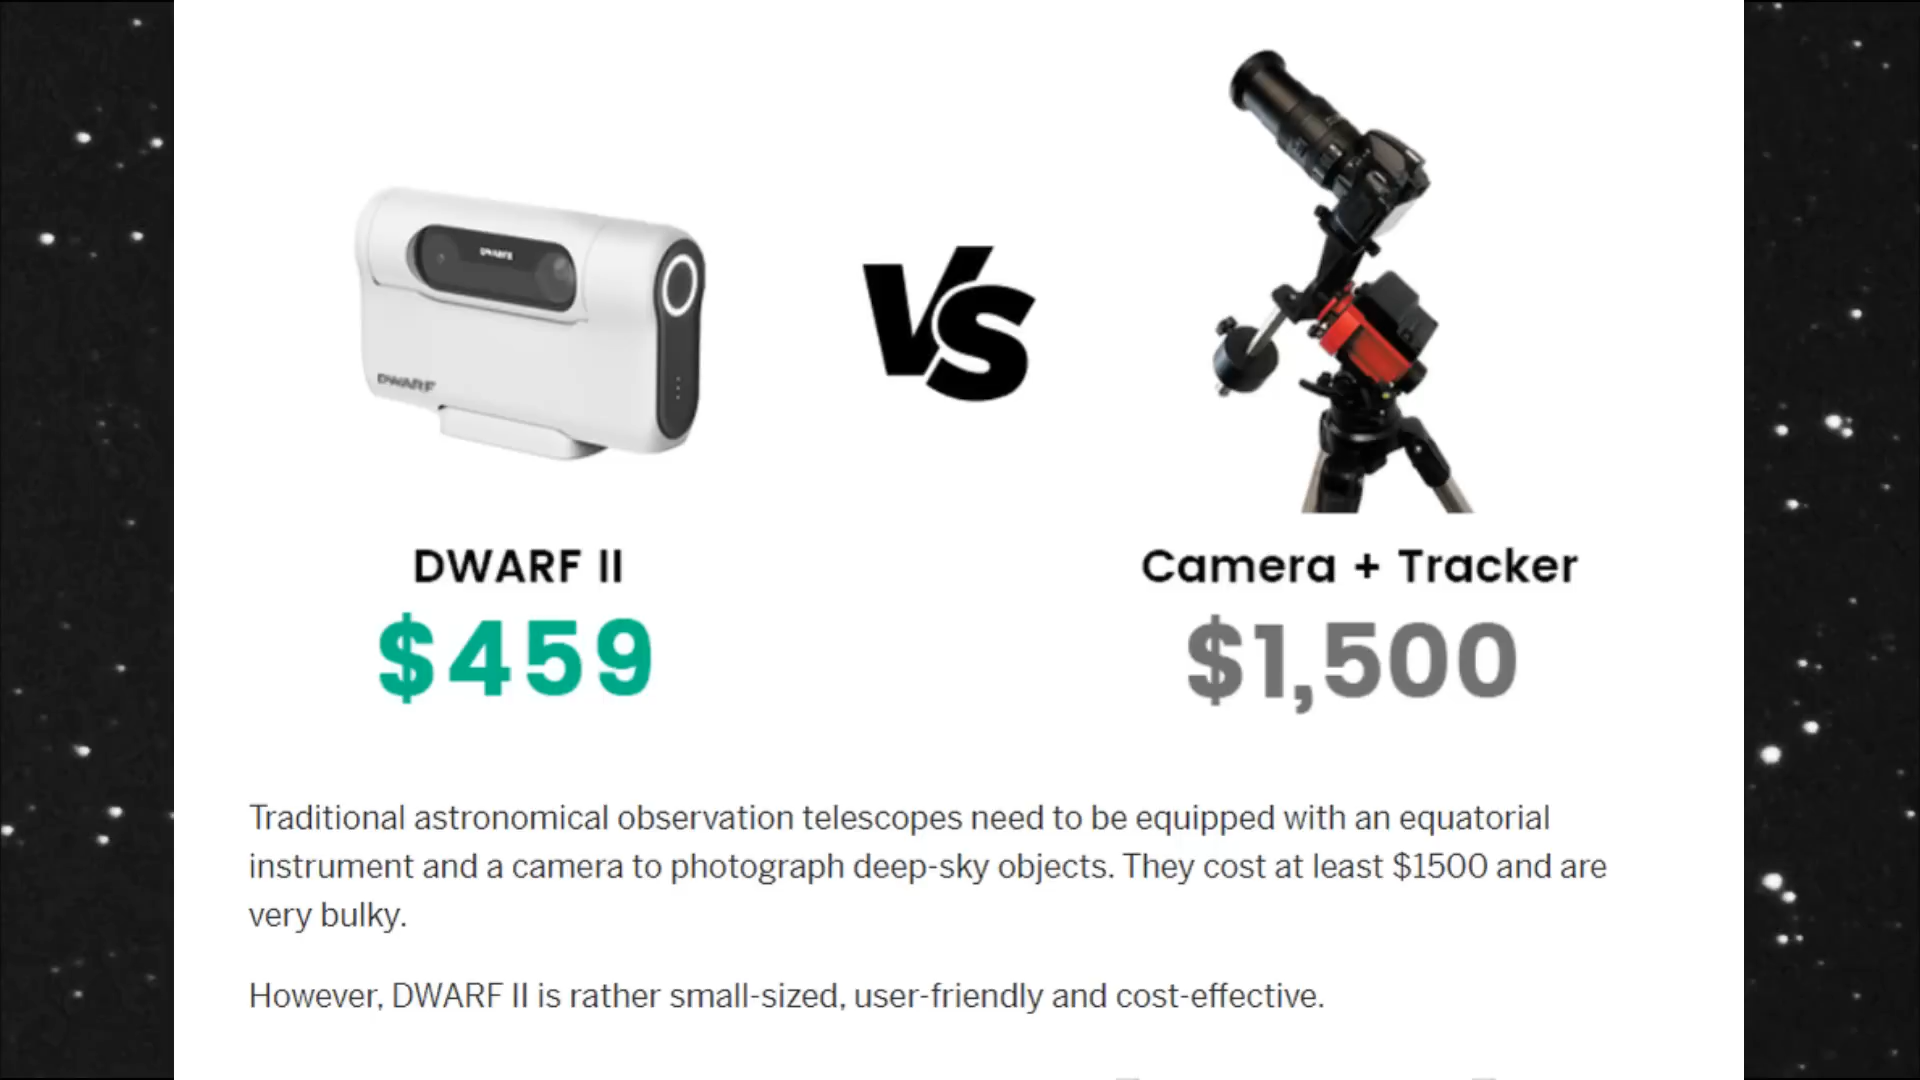 DWARF II
DWARF
VS
DWARF II
Camera + Tracker
$459
$1,500
Traditional astronomical observation telescopes need to be equipped with an equatorial
instrument and a camera to photograph deep-sky objects. They cost at least $1500 and are
very bulky.
However, DWARF II is rather small-sized, user-friendly and cost-effective.